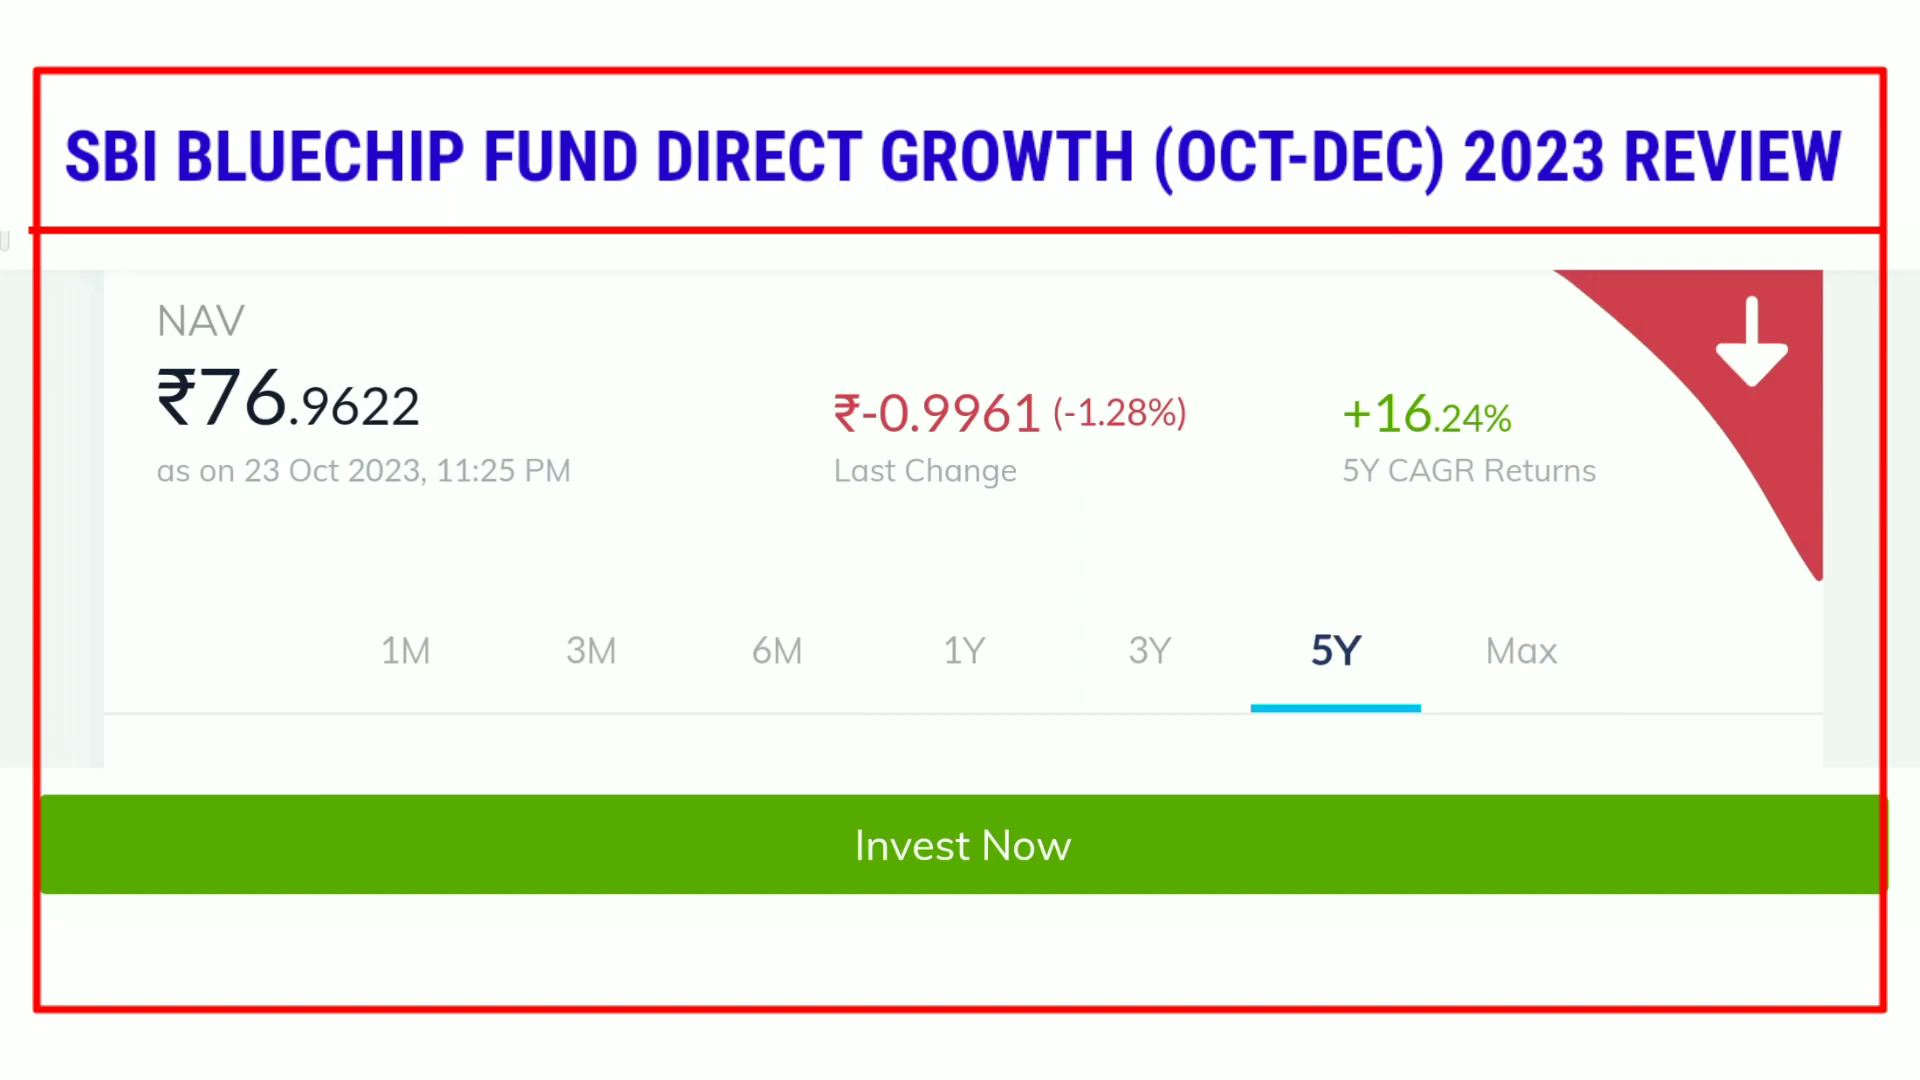 SBI BLUECHIP FUND DIRECT GROWTH (OCT-DEC) 2023 REVIEW
NAV
₹76.9622
as on 23 Oct 2023, 11:25 PM
₹-0.9961 (-1.28%)
Last Change
+16.24%
5Y CAGR Returns
1M 3M 6M 1Y 3Y 5Y Max
Invest Now